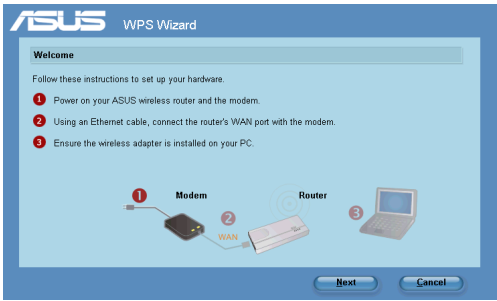 ASUS WPS Wizard
Welcome
Follow these instructions to set up your hardware.
1 Power on your ASUS wireless router and the modem.
2 Using an Ethernet cable, connect the router's WAN port with the modem.
3 Ensure the wireless adapter is installed on your PC.
1 Modem Router
2 3
WAN
Next Cancel